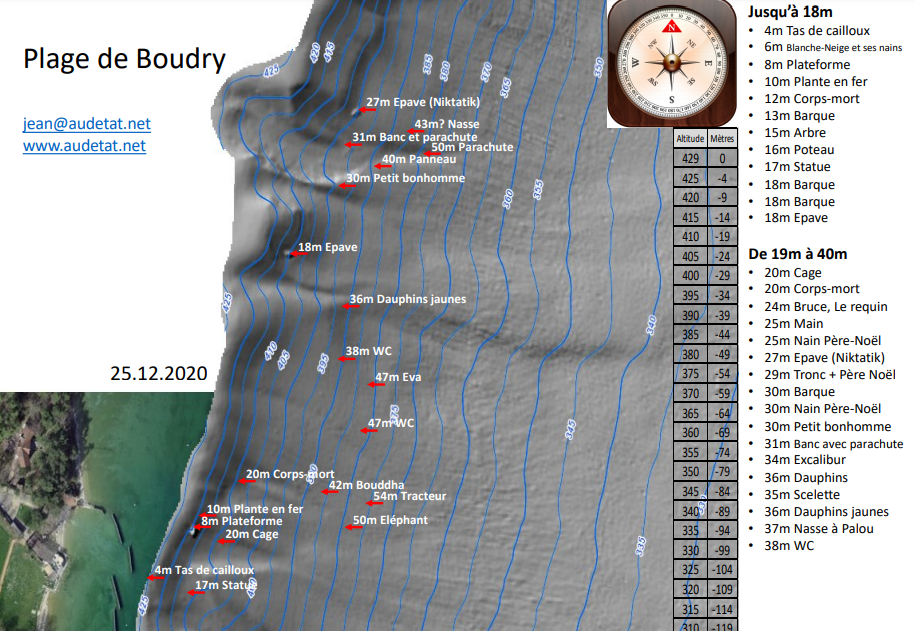 Plage de Boudry
jean@audetat.net
www.audetat.net
25.12.2020
425
420
415
385
380
370
365
350
27m Epave (Niktatik)
43m? Nasse
31m Banc et parachute
50m Parachute
40m Panneau
30m Petit bonhomme
360
355
18m Epave
425
36m Dauphins jaunes
340
410
405
395
38m WC
47m Eva
375
47m WC
345
20m Corps-mort
390
42m Bouddha
54m Tracteur
10m Plante en fer
8m Plateforme
50m Eléphant
20m Cage
335
4m Tas de cailloux
17m Statue
400
425
330
N
NE
E
SE
S
SW
W
NW
Altitude Mètres
429 0
425 -4
420 -9
415 -14
410 -19
405 -24
400 -29
395 -34
390 -39
385 -44
380 -49
375 -54
370 -59
365 -64
360 -69
355 -74
350 -79
345 -84
340 -89
335 -94
330 -99
325 -104
320 -109
315 -114
310 -119
Jusqu'à 18m
• 4m Tas de cailloux
• 6m Blanche-Neige et ses nains
• 8m Plateforme
• 10m Plante en fer
• 12m Corps-mort
• 13m Barque
• 15m Arbre
• 16m Poteau
• 17m Statue
• 18m Barque
• 18m Barque
• 18m Epave
De 19m à 40m
• 20m Cage
• 20m Corps-mort
• 24m Bruce, Le requin
• 25m Main
• 25m Nain Père-Noël
• 27m Epave (Niktatik)
• 29m Tronc + Père Noël
• 30m Barque
• 30m Nain Père-Noël
• 30m Petit bonhomme
• 31m Banc avec parachute
• 34m Excalibur
• 36m Dauphins
• 35m Scelette
• 36m Dauphins jaunes
• 37m Nasse à Palou
• 38m WC